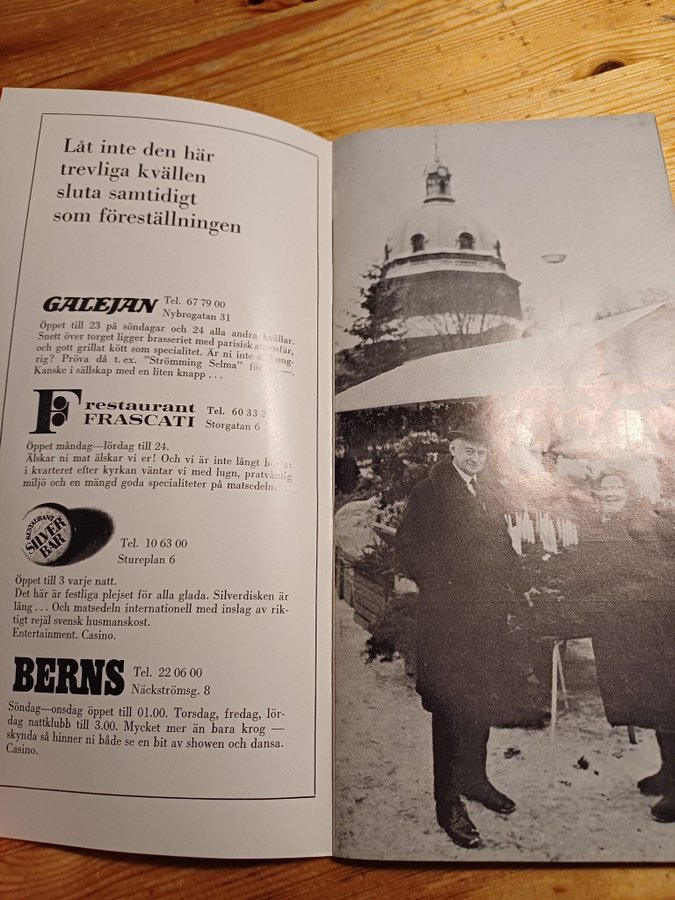 Låt inte den här
trevliga kvällen
sluta samtidigt
som föreställningen
GALEJAN Tel. 67 79 00
Nybrogatan 31
Öppet till 23 på söndagar och 24 alla andra kvällar.
Snett över torget ligger brasseriet med parisisk
och gott grillat kött som specialitet. Är ni inte
rig? Pröva då t. ex. "Strömming Selma"
Kanske i sällskap med en liten knapp . . .
F restaurant
FRASCATI
Tel. 60 33
Storgatan 6
Öppet måndag—lördag till 24.
Älskar ni mat älskar vi er! Och vi är inte långt
i kvarteret efter kyrkan väntar vi med lugn,
miljö och en mängd goda specialiteter på matsedeln.
RESTAURANT
SILVER
BAR
Tel. 10 63 00
Stureplan 6
Öppet till 3 varje natt.
Det här är festliga plejset för alla glada. Silverdisken är
lång . . . Och matsedeln internationell med inslag av rik-
tigt rejäl svensk husmanskost.
Entertainment. Casino.
BERNS Tel. 22 06 00
Näckströmsg. 8
Söndag—onsdag öppet till 01.00. Torsdag, fredag, lör-
dag nattklubb till 3.00. Mycket mer än bara krog —
skynda så hinner ni både se en bit av showen och dansa.
Casino.